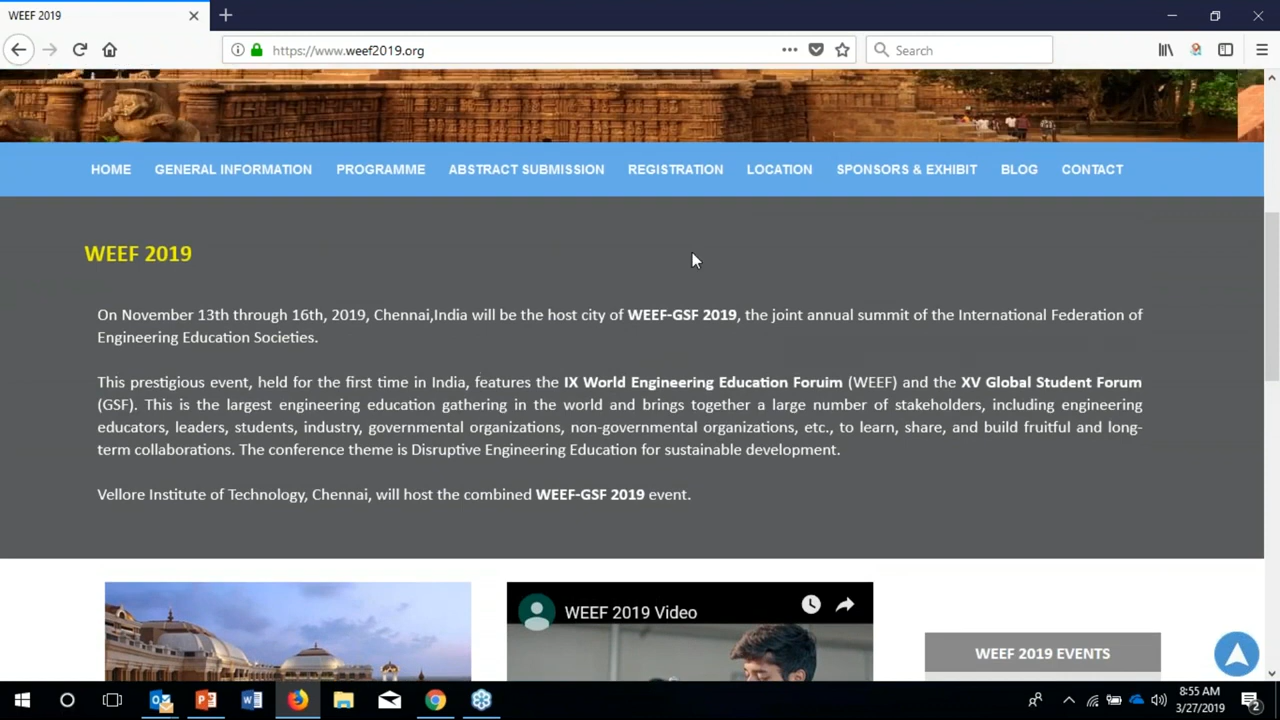 WEEF 2019
https://www.weef2019.org
Search
HOME GENERAL INFORMATION PROGRAMME ABSTRACT SUBMISSION REGISTRATION LOCATION SPONSORS & EXHIBIT BLOG CONTACT
WEEF 2019
On November 13th through 16th, 2019, Chennai,India will be the host city of WEEF-GSF 2019, the joint annual summit of the International Federation of
Engineering Education Societies.
This prestigious event, held for the first time in India, features the IX World Engineering Education Foruim (WEEF) and the XV Global Student Forum
(GSF). This is the largest engineering education gathering in the world and brings together a large number of stakeholders, including engineering
educators, leaders, students, industry, governmental organizations, non-governmental organizations, etc., to learn, share, and build fruitful and long-
term collaborations. The conference theme is Disruptive Engineering Education for sustainable development.
Vellore Institute of Technology, Chennai, will host the combined WEEF-GSF 2019 event.
WEEF 2019 Video
WEEF 2019 EVENTS
8:55 AM
3/27/2019
2